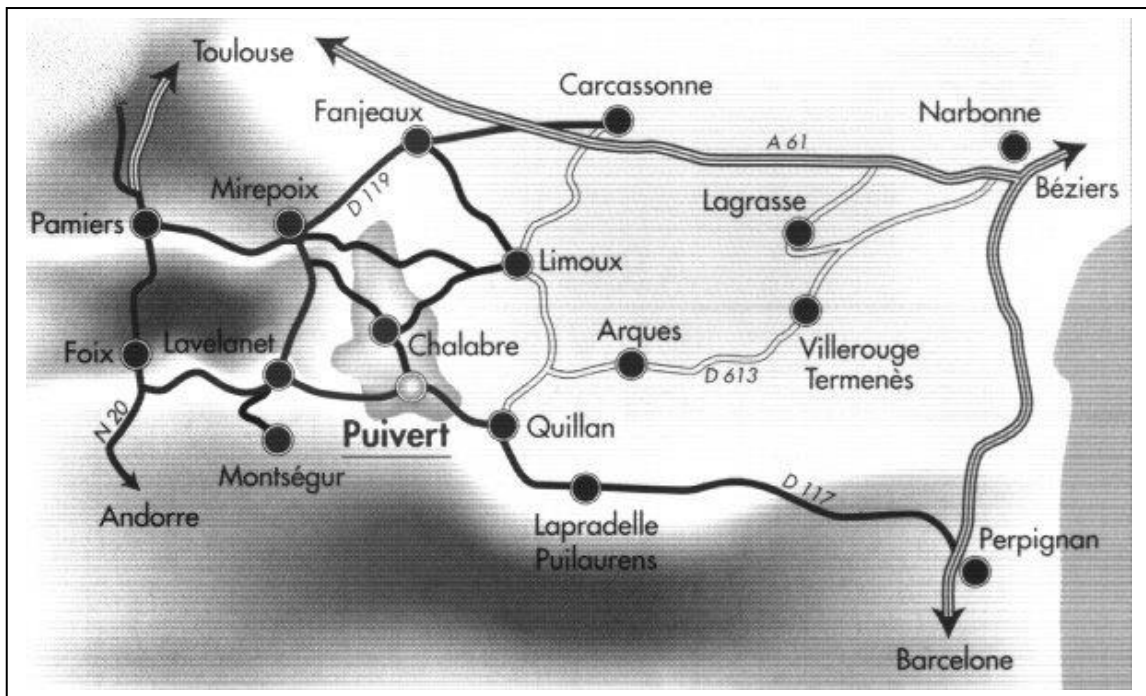 Toulouse
Carcassonne
Fanjeaux
Narbonne
A 61
Mirepoix
D 119
Béziers
Pamiers
Lagrasse
Limoux
Foix
Lavelanet
Chalabre
Arques
Villerouge
Termenès
D 613
N 20
Puivert
Quillan
Montségur
D 117
Andorre
Lapradelle
Puilaurens
Perpignan
Barcelone